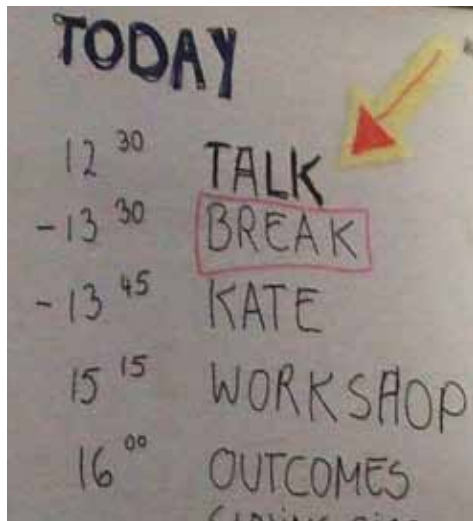 TODAY
12 30 TALK
-13 30 BREAK
-13 45 KATE
15 15 WORKSHOP
16 00 OUTCOMES